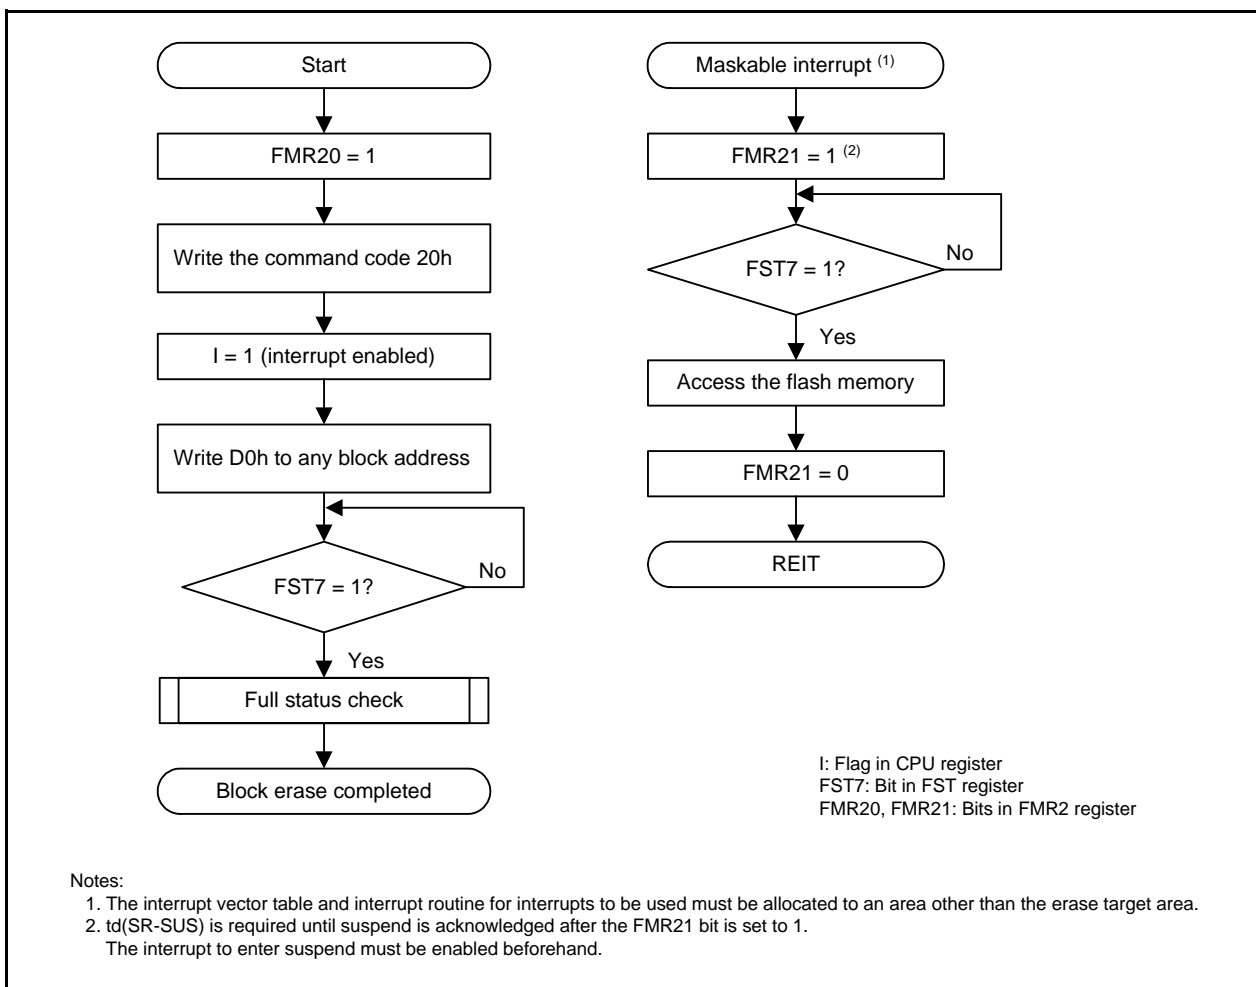 Start
FMR20 = 1
Write the command code 20h
I = 1 (interrupt enabled)
Write D0h to any block address
FST7 = 1?
No
Yes
Full status check
Block erase completed
Maskable interrupt (1)
FMR21 = 1 (2)
FST7 = 1?
No
Yes
Access the flash memory
FMR21 = 0
REIT
I: Flag in CPU register
FST7: Bit in FST register
FMR20, FMR21: Bits in FMR2 register
Notes:
1. The interrupt vector table and interrupt routine for interrupts to be used must be allocated to an area other than the erase target area.
2. td(SR-SUS) is required until suspend is acknowledged after the FMR21 bit is set to 1.
The interrupt to enter suspend must be enabled beforehand.